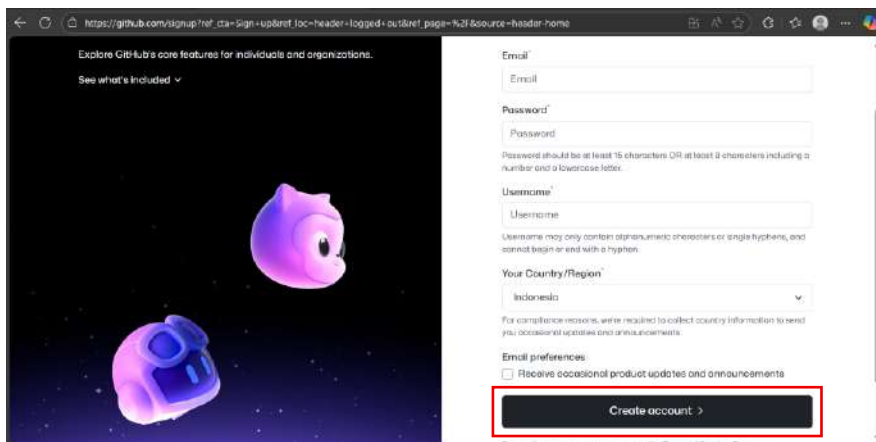 https://github.com/signup?ref_cta=Sign+up&ref_loc=header+logged+out&ref_page=%2F&source=header-home
Explore GitHub's core features for individuals and organizations.
See what's included
Email*
Email
Password*
Password
Password should be at least 15 characters OR at least 8 characters including a
number and a lowercase letter.
Username*
Username
Username may only contain alphanumeric characters or single hyphens, and
cannot begin or end with a hyphen.
Your Country/Region*
Indonesia
For compliance reasons, we're required to collect country information to send
you occasional updates and announcements.
Email preferences
Receive occasional product updates and announcements
Create account >